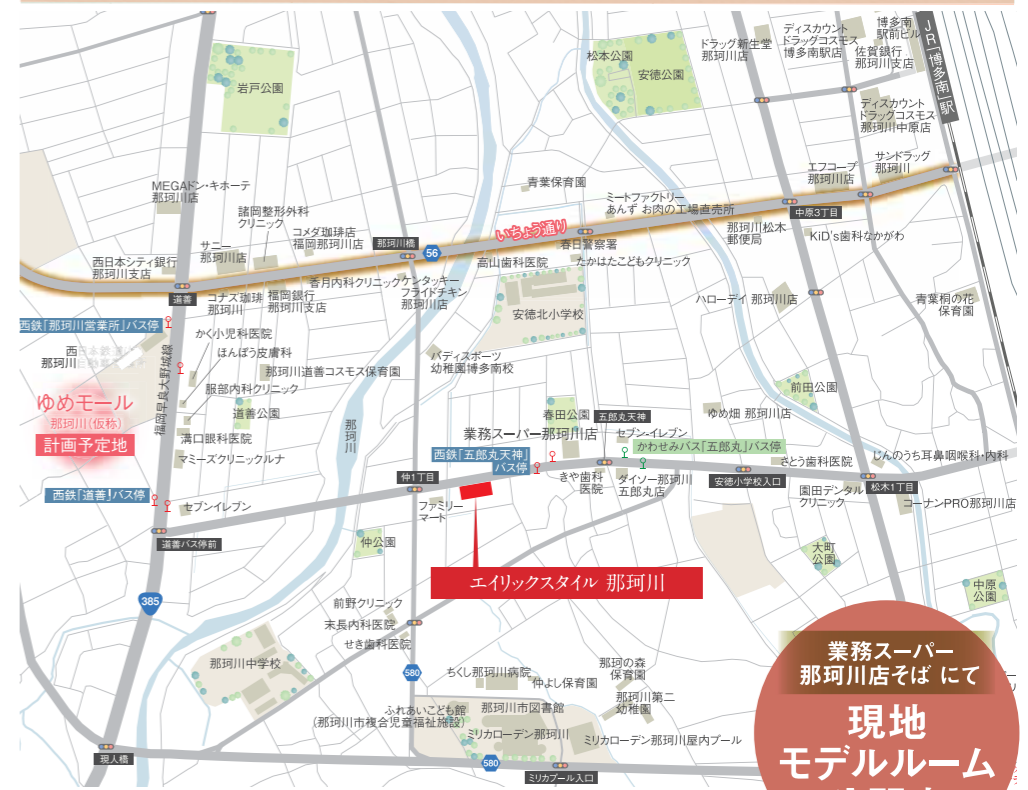 松本公園
安徳公園
岩戸公園
ドラッグ新生堂
那珂川店
ディスカウント
ドラッグコスモス
博多南駅店
博多南
駅前ビル
佐賀銀行
那珂川支店
JR「博多南」駅
ディスカウント
ドラッグコスモス
那珂川中原店
サンドラッグ
那珂川
エフコープ
那珂川店
中原3丁目
青葉保育園
ミートファクトリー
あんず お肉の工場直売所
那珂川松木
郵便局
KiD's歯科なかがわ
MEGAドン・キホーテ
那珂川店
諸岡整形外科
クリニック
コメダ珈琲店
福岡那珂川店
サニー
那珂川店
那珂川橋
56
いちょう通り
春日警察署
高山歯科医院
たかはたこどもクリニック
西日本シティ銀行
那珂川支店
道善
コナズ珈琲
那珂川
福岡銀行
那珂川支店
香月内科クリニック
ケンタッキー
フライドチキン
那珂川店
安徳北小学校
ハローデイ 那珂川店
青葉桐の花
保育園
西鉄「那珂川営業所」バス停
かく小児科医院
ほんぼう皮膚科
那珂川道善コスモス保育園
服部内科クリニック
道善公園
溝口眼科医院
マミーズクリニックルナ
福岡早良大野城線
ゆめモール
那珂川(仮称)
計画予定地
バディスポーツ
幼稚園博多南校
前田公園
ゆめ畑 那珂川店
春田公園
五郎丸天神
業務スーパー那珂川店
セブン-イレブン
かわせみバス「五郎丸」バス停
西鉄「五郎丸天神」
バス停
那珂川
仲1丁目
きや歯科
医院
ダイソー那珂川
五郎丸店
安徳小学校入口
さとう歯科医院
じんのうち耳鼻咽喉科・内科
松木1丁目
園田デンタル
クリニック
コーナンPRO那珂川店
西鉄「道善」バス停
セブンイレブン
道善バス停前
ファミリー
マート
仲公園
大町
公園
中原
公園
エイリックスタイル 那珂川
385
前野クリニック
末長内科医院
せき歯科医院
那珂川中学校
580
ちくし那珂川病院
仲よし保育園
那珂の森
保育園
那珂川第二
幼稚園
ふれあいこども館
(那珂川市複合児童福祉施設)
那珂川市図書館
ミリカローデン那珂川
ミリカローデン那珂川屋内プール
現人橋
580
ミリカプール入口
業務スーパー
那珂川店そば にて
現地
モデルルーム